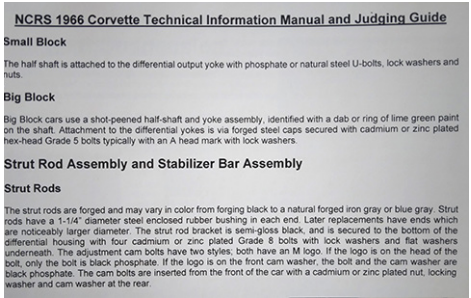 NCRS 1966 Corvette Technical Information Manual and Judging Guide
Small Block
The half shaft is attached to the differential output yoke with phosphate or natural steel U-bolts, lock washers and
nuts.
Big Block
Big Block cars use a shot-peened half-shaft and yoke assembly, identified with a dab or ring of lime green paint
on the shaft. Attachment to the differential yokes is via forged steel caps secured with cadmium or zinc plated
hex-head Grade 5 bolts typically with an A head mark with lock washers.
Strut Rod Assembly and Stabilizer Bar Assembly
Strut Rods
The strut rods are forged and may vary in color from forging black to a natural forged iron gray or blue gray. Strut
rods have a 1-1/4" diameter steel enclosed rubber bushing in each end. Later replacements have ends which
are noticeably larger diameter. The strut rod bracket is semi-gloss black, and is secured to the bottom of the
differential housing with four cadmium or zinc plated Grade 8 bolts with lock washers and flat washers
underneath. The adjustment cam bolts have two styles; both have an M logo. If the logo is on the head of the
bolt, only the bolt is black phosphate. If the logo is on the front cam washer, the bolt and the cam washer are
black phosphate. The cam bolts are inserted from the front of the car with a cadmium or zinc plated nut, locking
washer and cam washer at the rear.